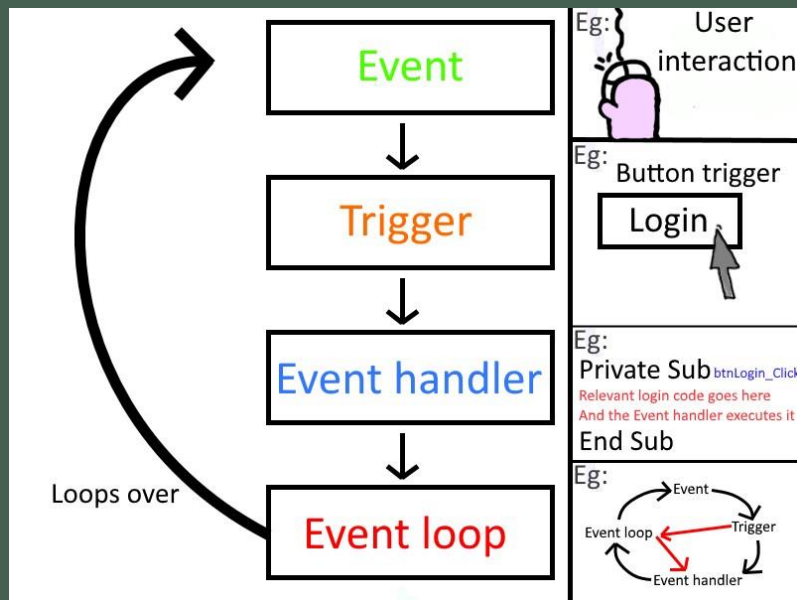 Event
Trigger
Event handler
Event loop
Loops over
Eg:
User
interaction
Eg:
Button trigger
Login
Eg:
Private Sub btnLogin_Click
Relevant login code goes here
And the Event handler executes it
End Sub
Eg:
Event
Trigger
Event loop
Event handler